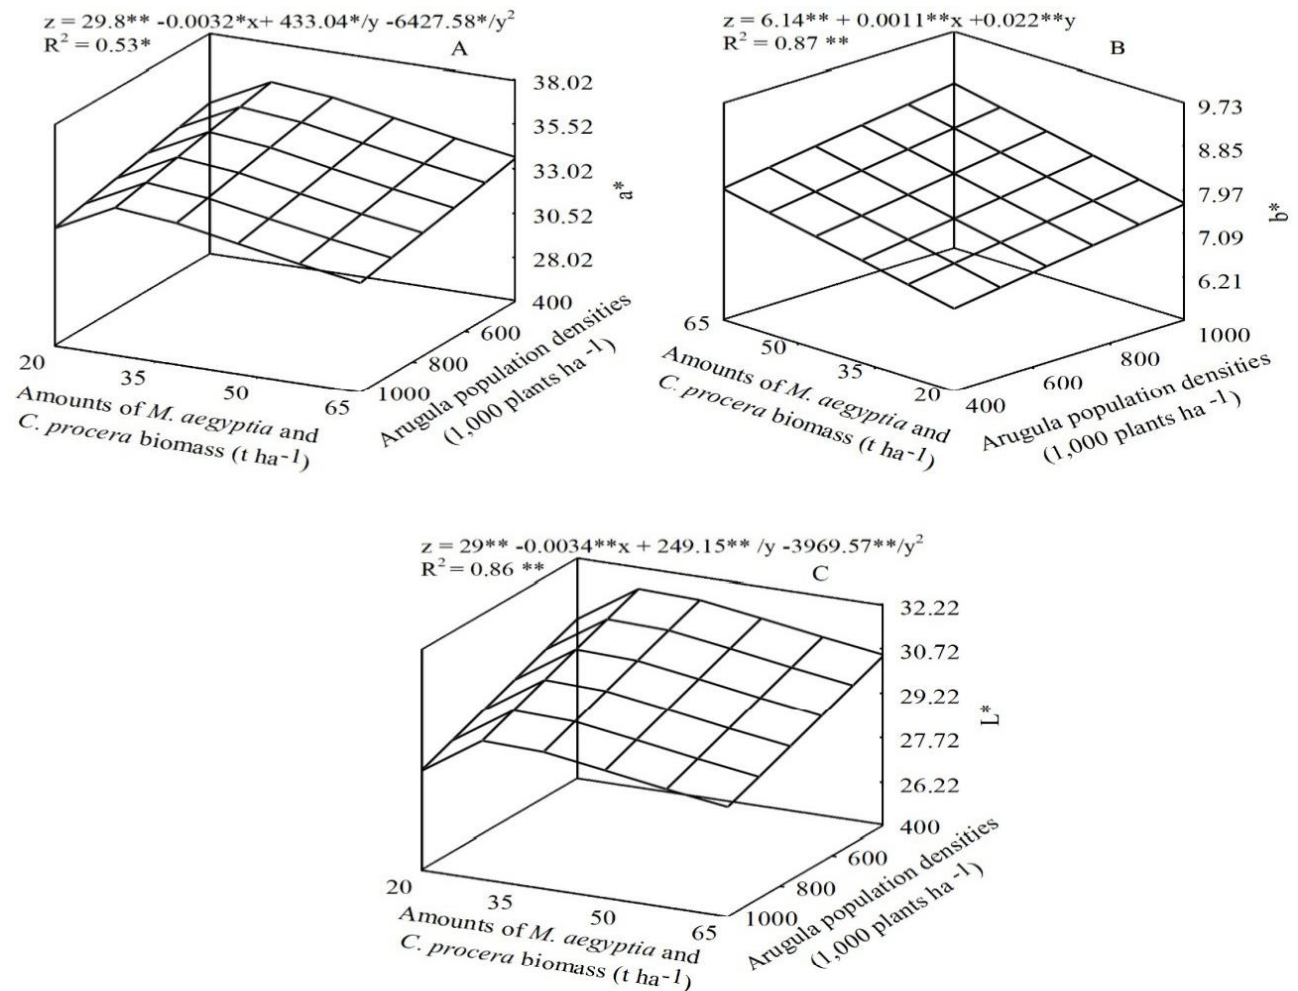 z = 29.8** -0.0032*x+ 433.04*/y -6427.58*/y²
R² = 0.53*
A
38.02
35.52
33.02
30.52
28.02
a*
400
600
800
1000
Arugula population densities
(1,000 plants ha⁻¹)
20
35
50
65
Amounts of M. aegyptia and
C. procera biomass (t ha-1)
z = 6.14** + 0.0011**x +0.022**y
R² = 0.87 **
B
9.73
8.85
7.97
7.09
6.21
b*
65
50
35
20
Amounts of M. aegyptia and
C. procera biomass (t ha-1)
1000
800
600
400
Arugula population densities
(1,000 plants ha⁻¹)
z = 29** -0.0034**x + 249.15** /y -3969.57**/y²
R² = 0.86 **
C
32.22
30.72
29.22
27.72
26.22
L*
400
600
800
1000
Arugula population densities
(1,000 plants ha⁻¹)
20
35
50
65
Amounts of M. aegyptia and
C. procera biomass (t ha-1)